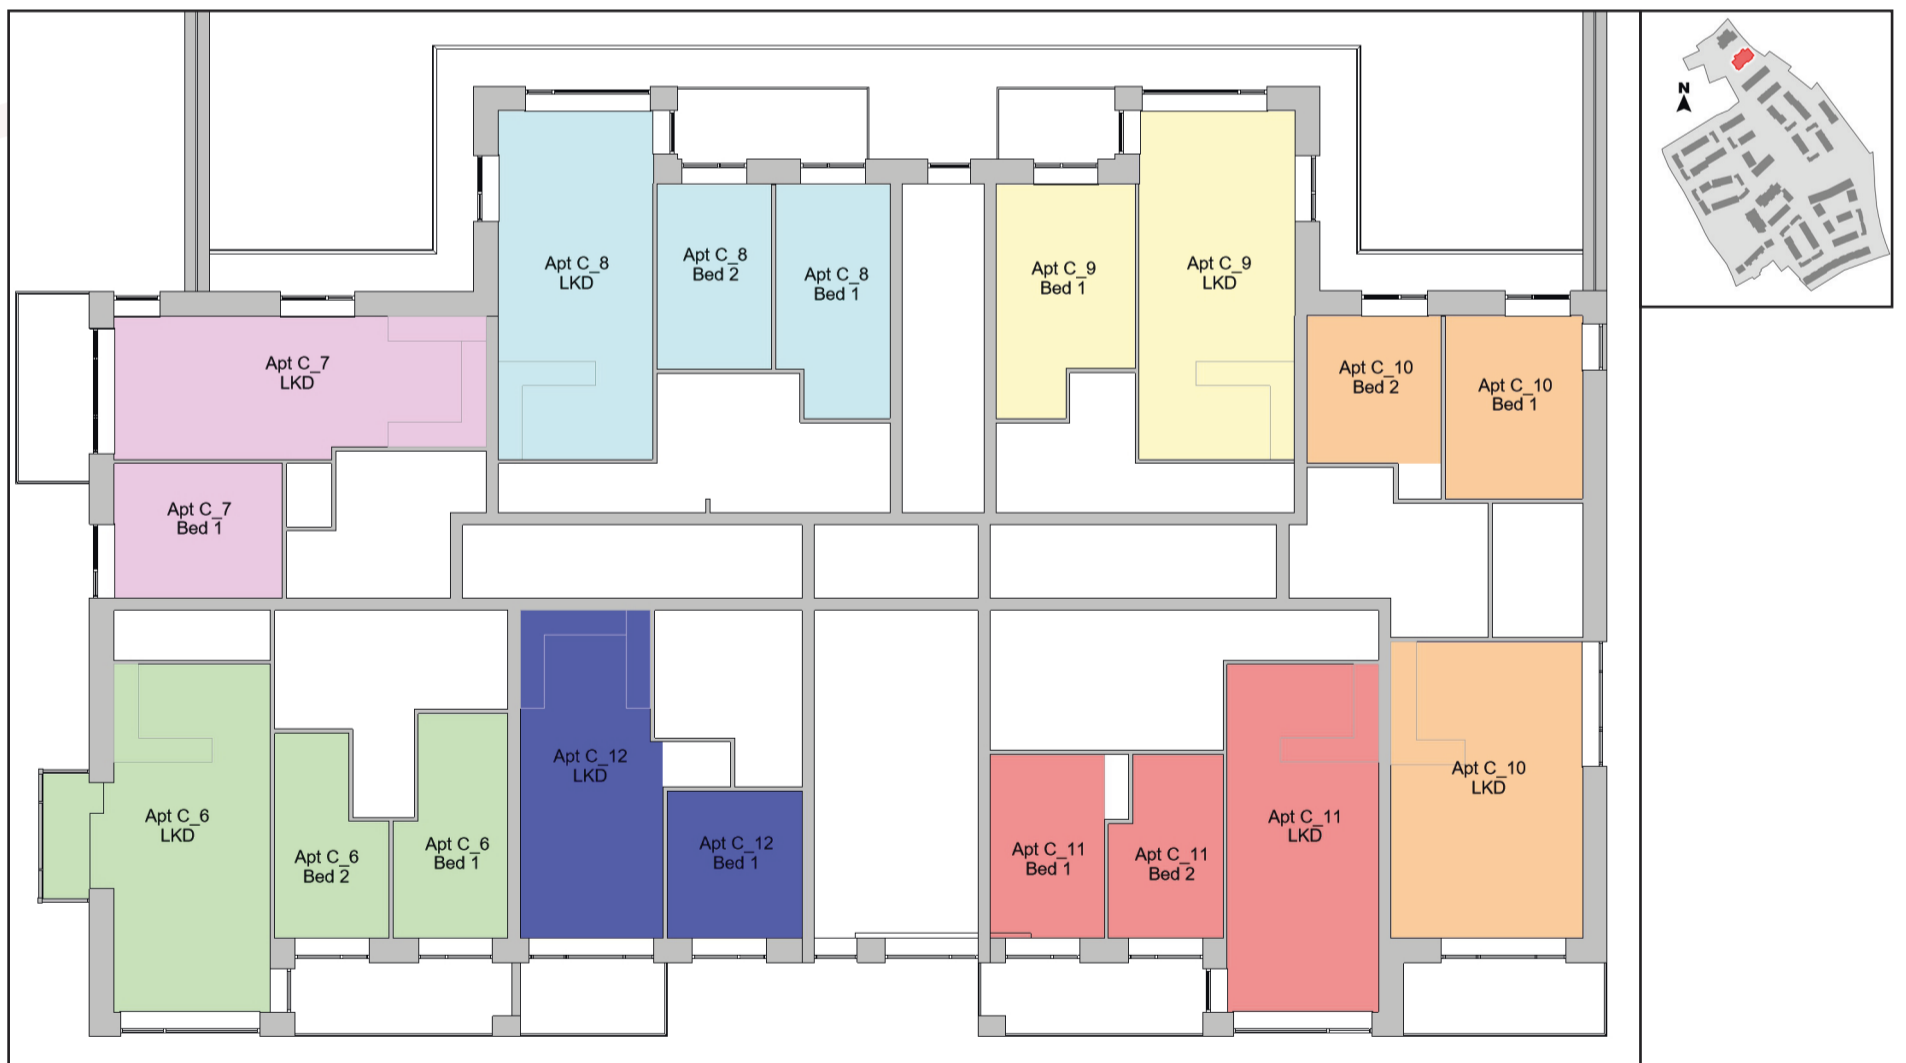 N
Apt C_8
LKD
Apt C_8
Bed 2
Apt C_8
Bed 1
Apt C_9
Bed 1
Apt C_9
LKD
Apt C_7
LKD
Apt C_10
Bed 2
Apt C_10
Bed 1
Apt C_7
Bed 1
Apt C_12
LKD
Apt C_10
LKD
Apt C_6
LKD
Apt C_6
Bed 2
Apt C_6
Bed 1
Apt C_12
Bed 1
Apt C_11
Bed 1
Apt C_11
Bed 2
Apt C_11
LKD